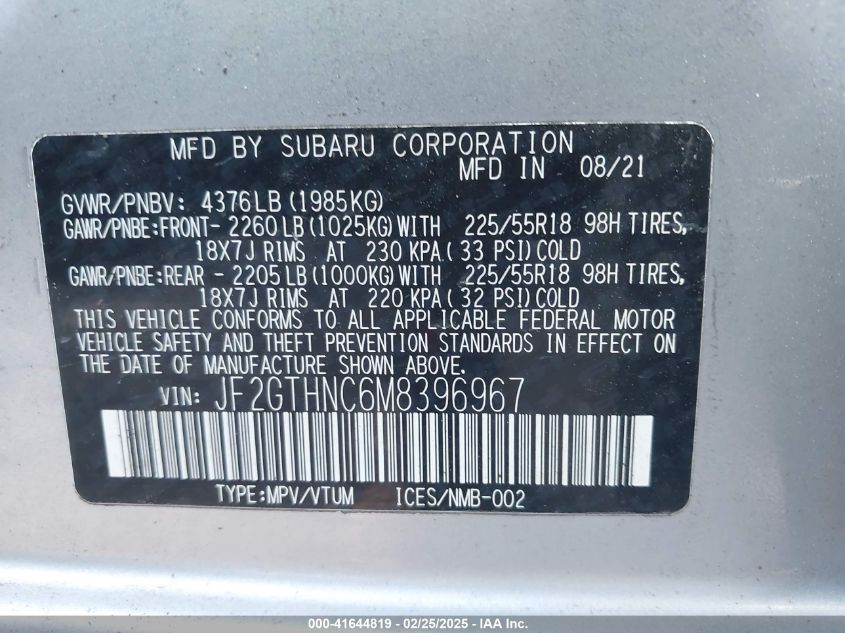 MFD BY SUBARU CORPORATION
MFD IN 08/21
GVWR/PNBV: 4376LB (1985KG)
GAWR/PNBE:FRONT- 2260LB (1025KG) WITH 225/55R18 98H TIRES,
18X7J RIMS AT 230 KPA ( 33 PSI) COLD
GAWR/PNBE:REAR - 2205LB (1000KG) WITH 225/55R18 98H TIRES,
18X7J RIMS AT 220 KPA ( 32 PSI) COLD
THIS VEHICLE CONFORMS TO ALL APPLICABLE FEDERAL MOTOR
VEHICLE SAFETY AND THEFT PREVENTION STANDARDS IN EFFECT ON
THE DATE OF MANUFACTURE SHOWN ABOVE.
VIN: JF2GTHNC6M8396967
TYPE:MPV/VTUM ICES/NMB-002
000-41644819 - 02/25/2025 - IAA Inc.